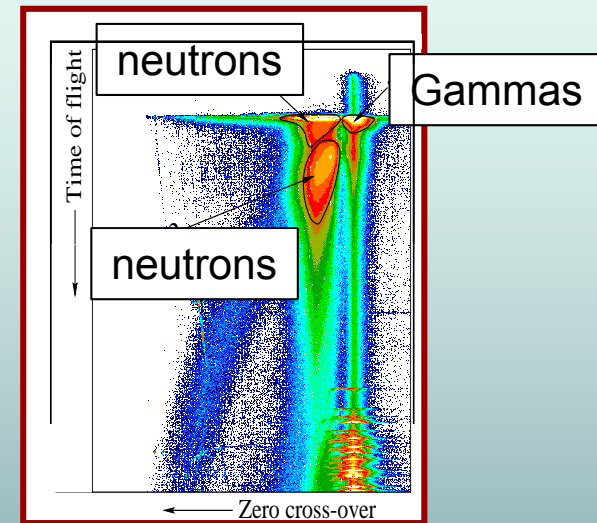 neutrons
Gammas
Time of flight
neutrons
Zero cross-over